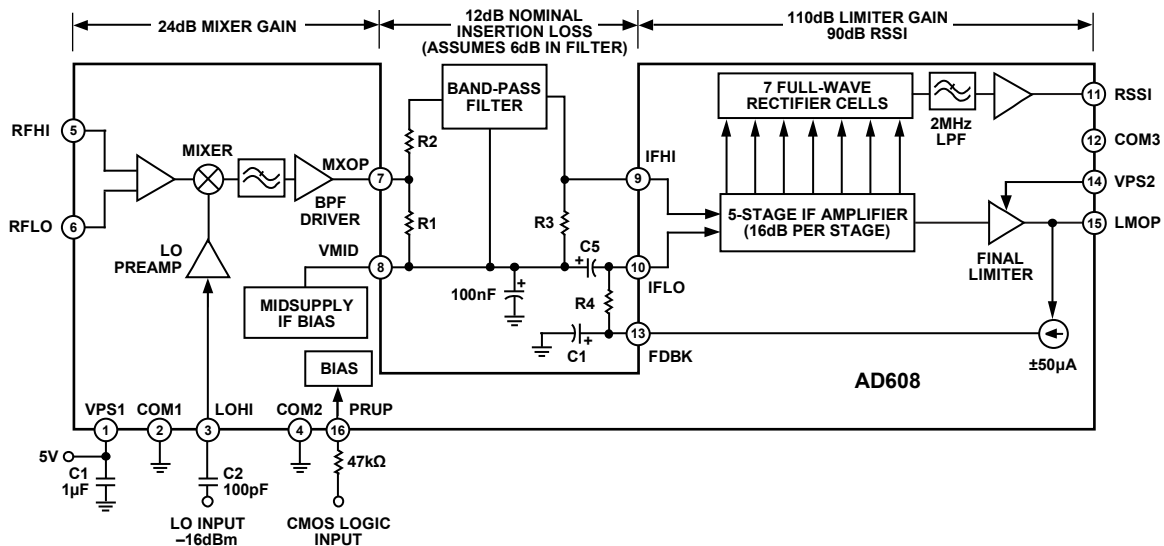 24dB MIXER GAIN
12dB NOMINAL
INSERTION LOSS
(ASSUMES 6dB IN FILTER)
110dB LIMITER GAIN
90dB RSSI
RFHI
5
6
RFLO
MIXER
LO
PREAMP
BPF
DRIVER
MXOP
7
VMID
8
MIDSUPPLY
IF BIAS
BIAS
R2
R1
BAND-PASS
FILTER
R3
100nF
+
C5
+
R4
C1
+
IFHI
9
10
IFLO
13
FDBK
7 FULL-WAVE
RECTIFIER CELLS
2MHz
LPF
5-STAGE IF AMPLIFIER
(16dB PER STAGE)
FINAL
LIMITER
±50µA
AD608
11
RSSI
12
COM3
14
VPS2
15
LMOP
VPS1
COM1
LOHI
COM2
PRUP
1
2
3
4
16
5V
C1
1µF
C2
100pF
47kΩ
LO INPUT
–16dBm
CMOS LOGIC
INPUT